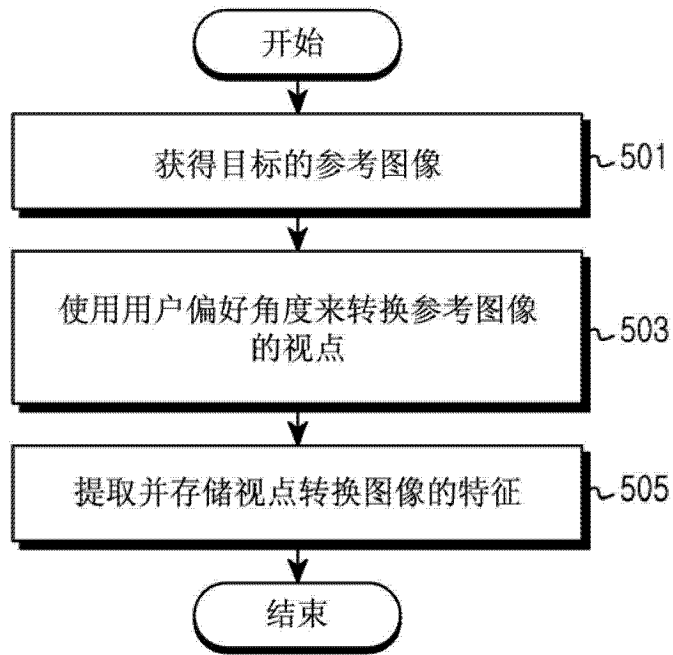 开始
获得目标的参考图像
501
使用用户偏好角度来转换参考图像
的视点
503
提取并存储视点转换图像的特征
505
结束